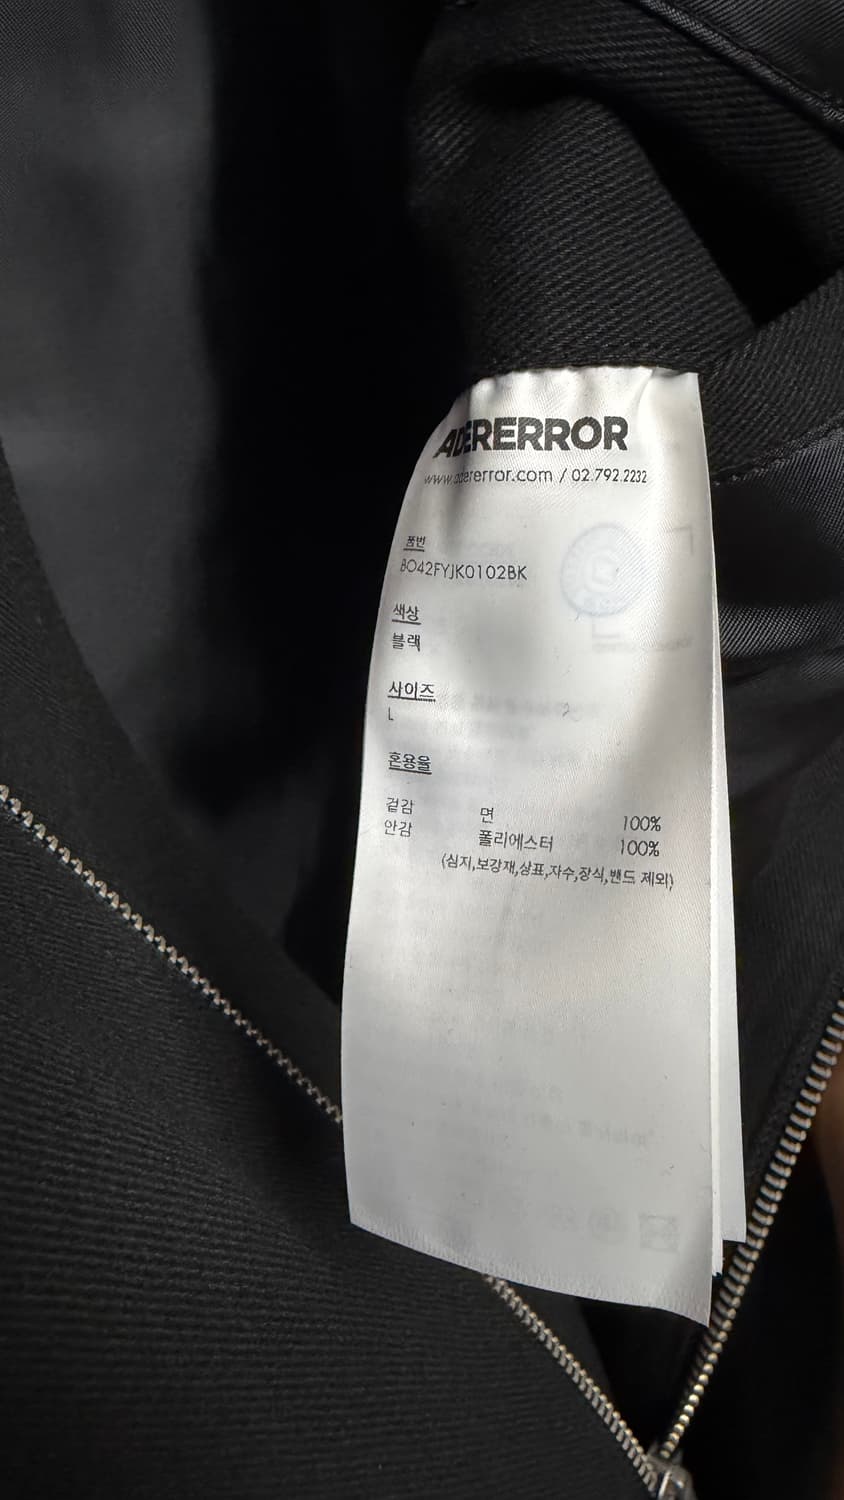 ADERERROR
www.adererror.com / 02.792.2232
품번
BO42FYJK0102BK
색상
블랙
사이즈
L
혼용율
겉감 면 100%
안감 폴리에스터 100%
(심지,보강재,상표,자수,장식,밴드 제외)